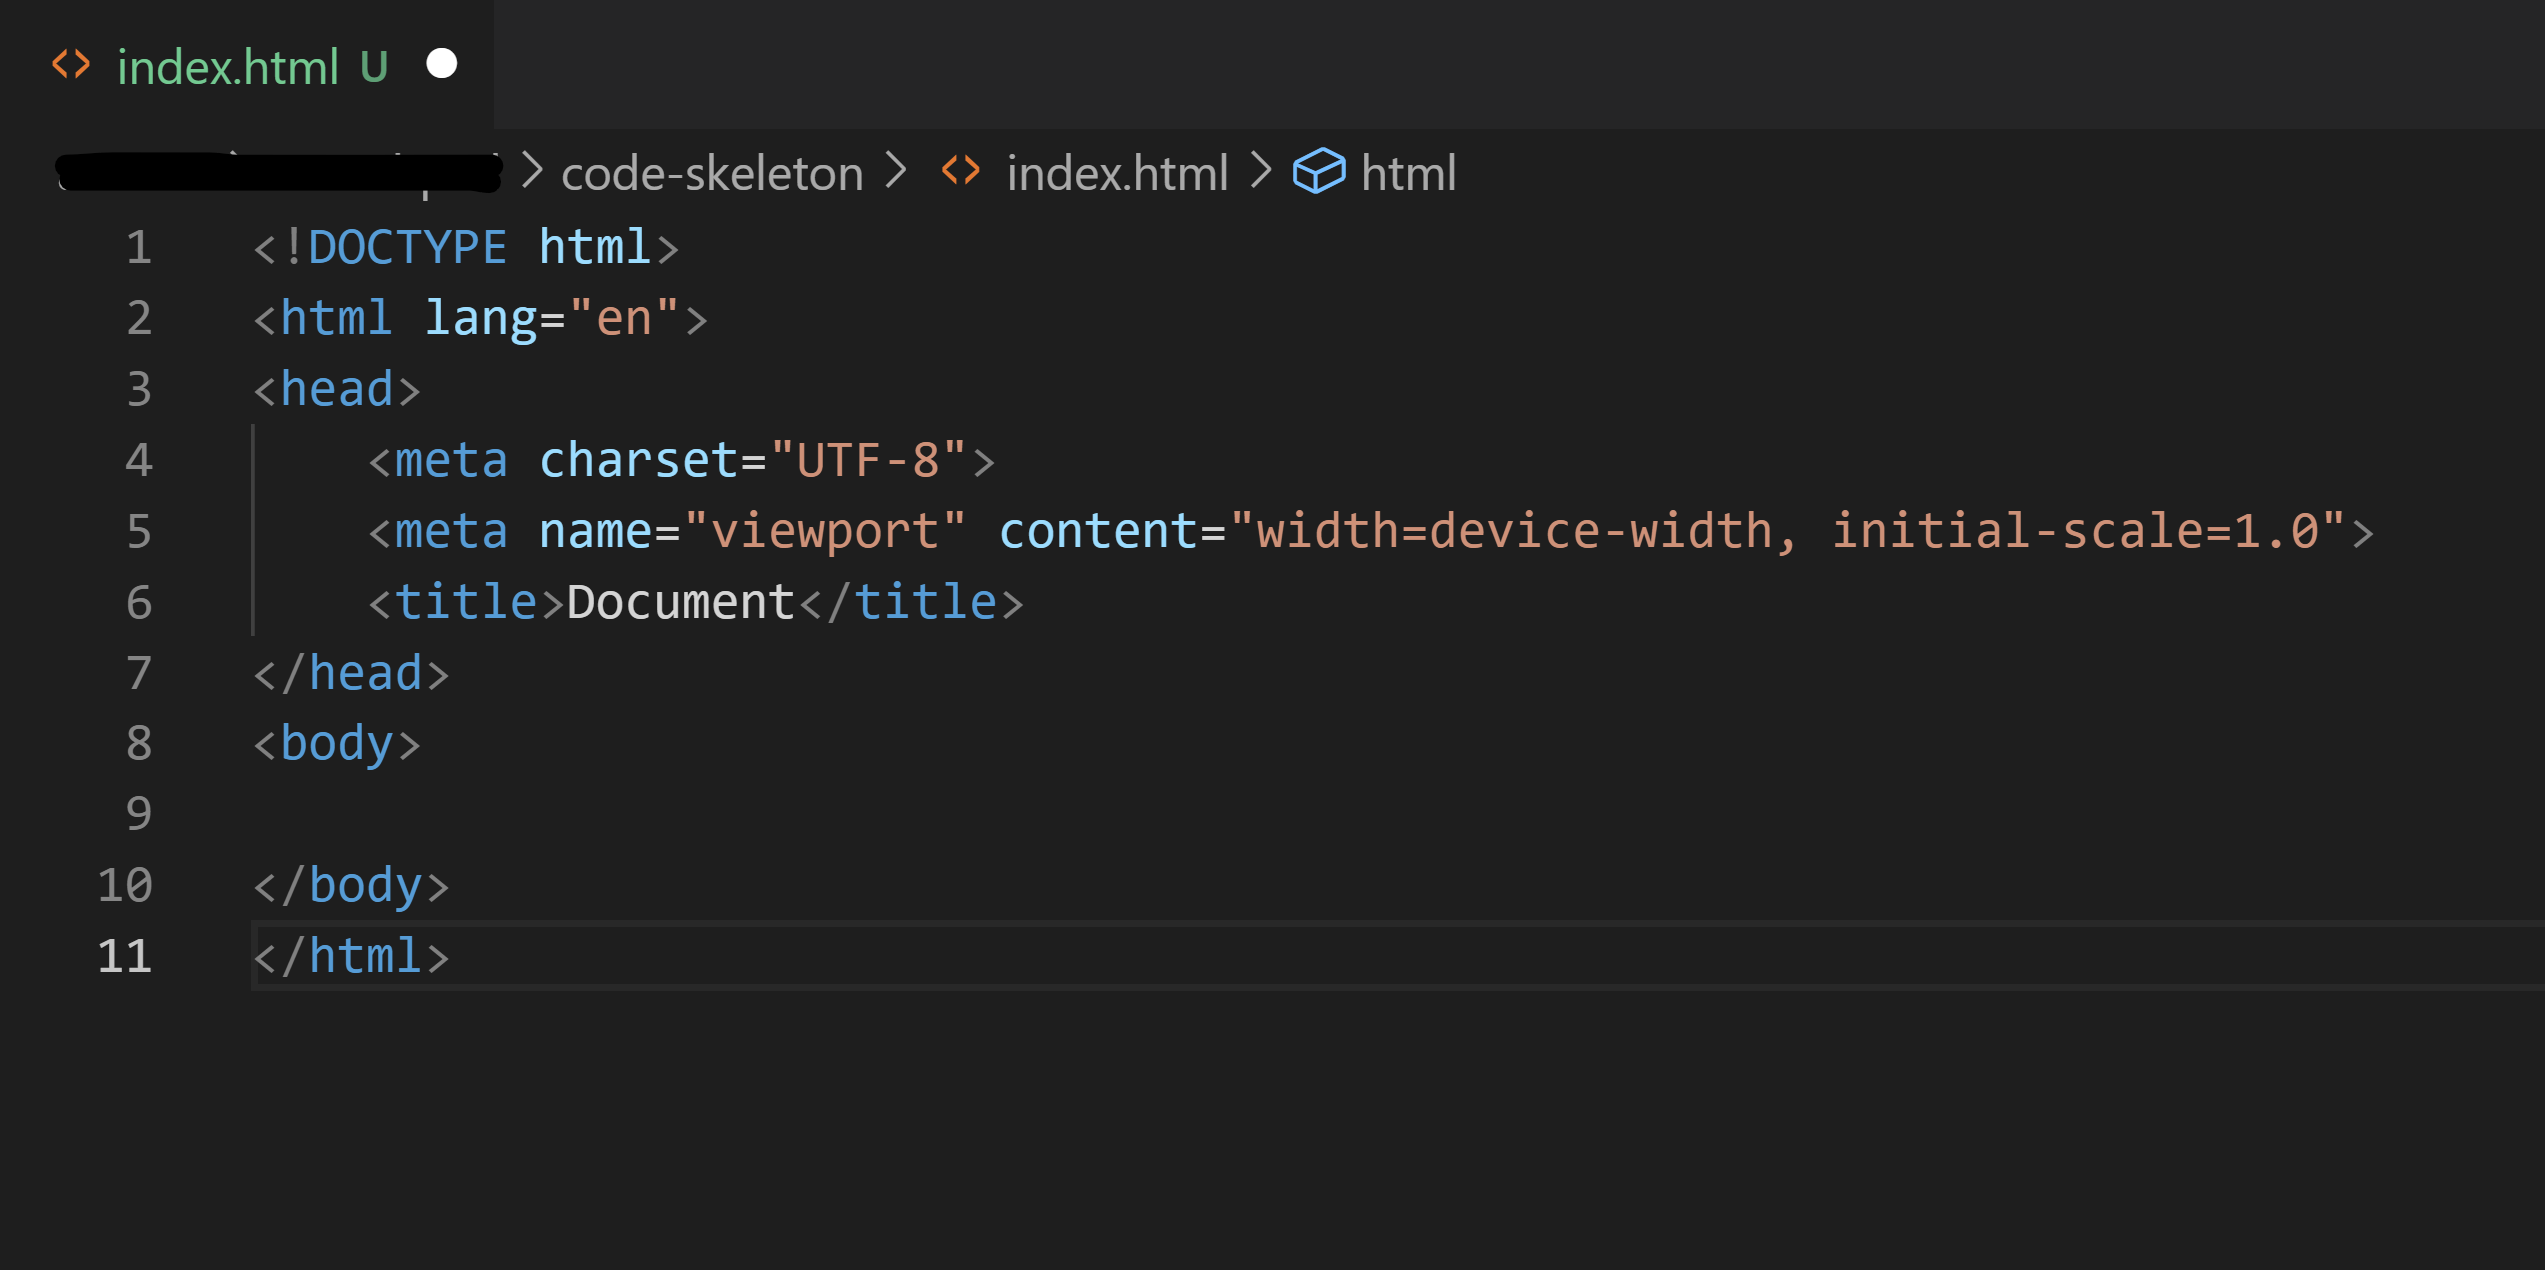 index.html U
code-skeleton > index.html > html
1 <!DOCTYPE html>
2 <html lang="en">
3 <head>
4     <meta charset="UTF-8">
5     <meta name="viewport" content="width=device-width, initial-scale=1.0">
6     <title>Document</title>
7 </head>
8 <body>
9
10 </body>
11 </html>